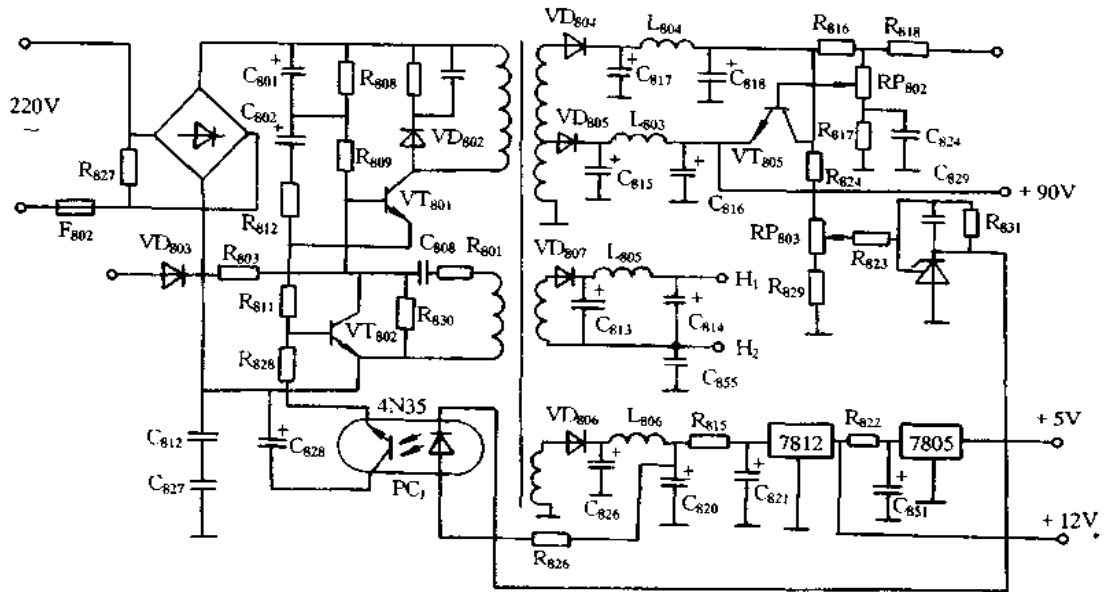 VD804
L804
R816
R818
C801
R808
C817
C818
RP802
220V
~
C802
VD802
VD805
L803
R817
C824
R827
R809
VT805
C829
R824
C815
C816
+ 90V
F802
R812
VT801
VD803
R803
C808
R801
VD807
L805
RP803
R831
R823
H1
R811
R829
VT802
R830
C813
C814
H2
R828
C855
4N35
VD806
L806
R815
R822
+ 5V
C812
7812
7805
C828
C827
PC1
C826
C820
C821
C851
+ 12V
R826